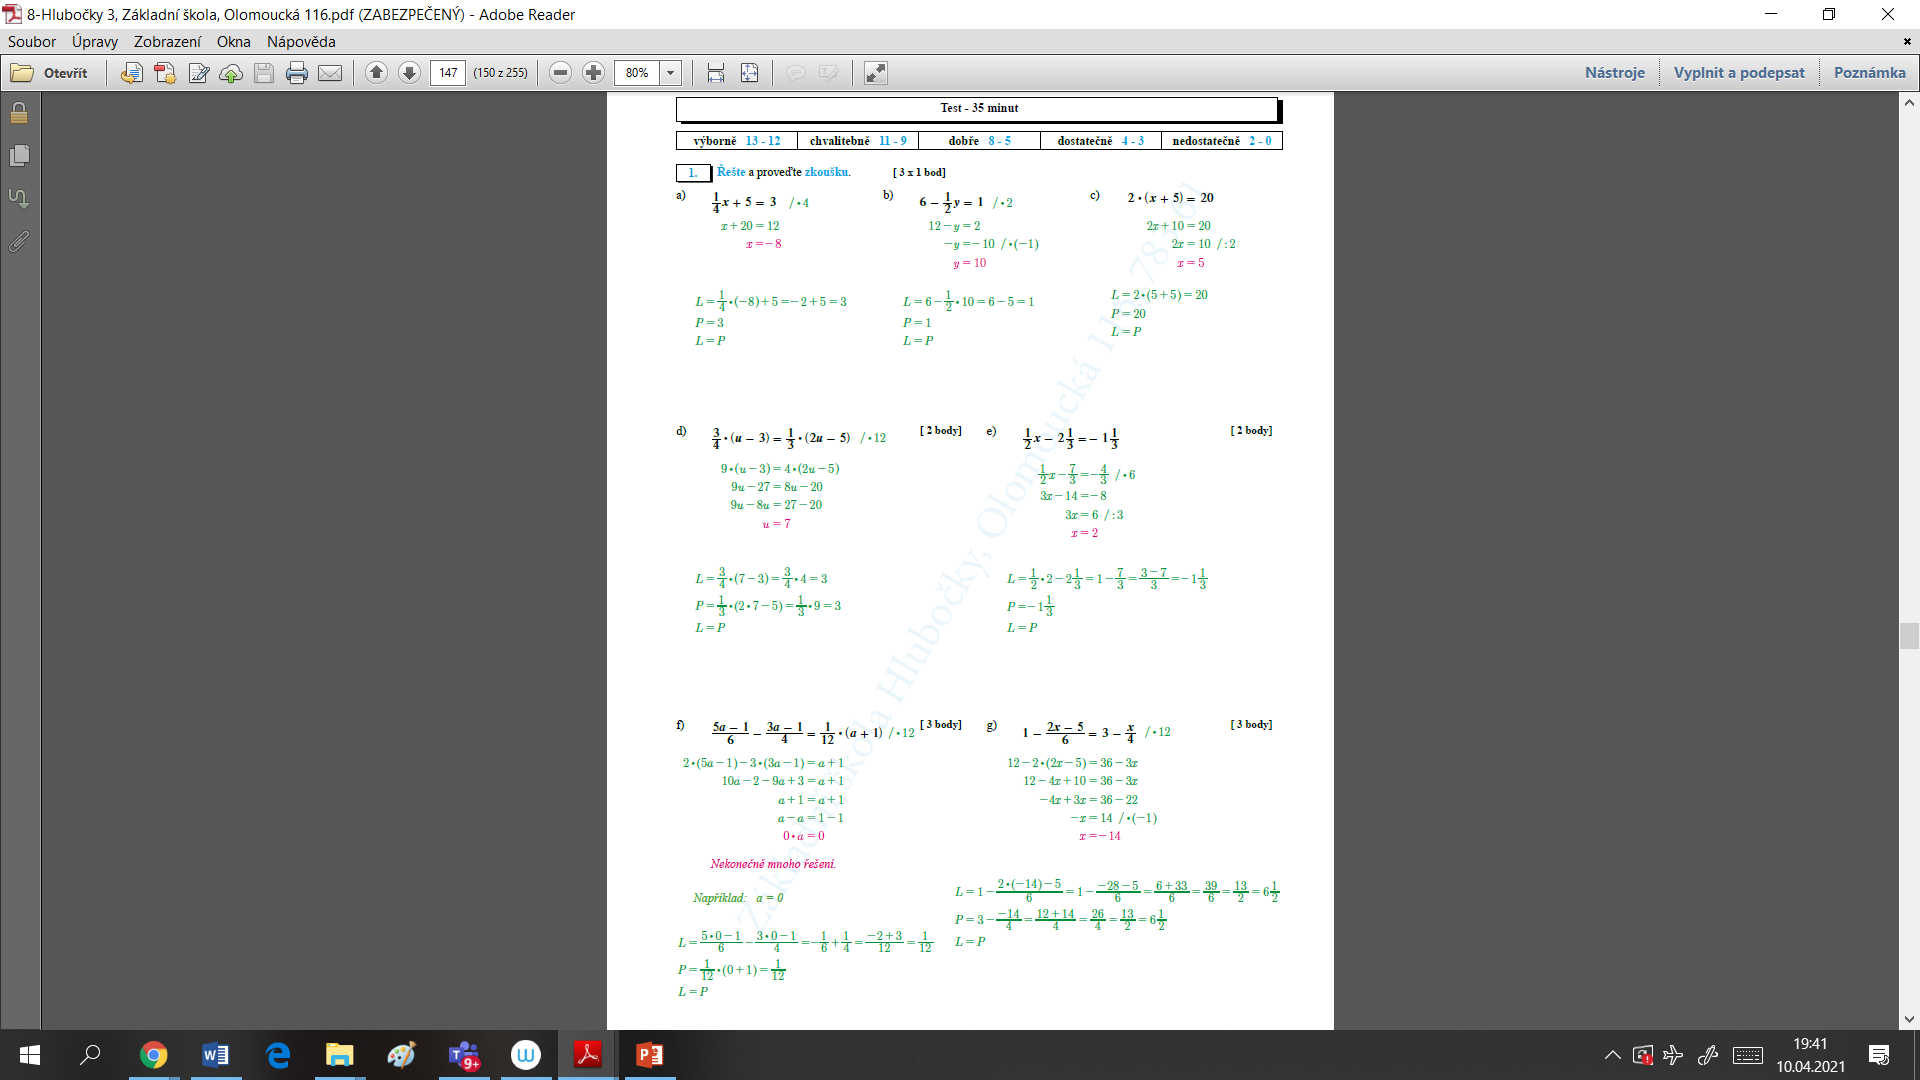 8-Hlubočky 3, Základní škola, Olomoucká 116.pdf (ZABEZPEČENÝ) - Adobe Reader
Soubor Úpravy Zobrazení Okna Nápověda
Otevřít 147 (150 z 255) 80% Nástroje Vyplnit a podepsat Poznámka
Test - 35 minut
výborně 13 - 12 chvalitebně 11 - 9 dobře 8 - 5 dostatečně 4 - 3 nedostatečně 2 - 0
1. Řešte a proveďte zkoušku. [ 3 x 1 bod]
a) 1/4 x + 5 = 3 / • 4
x + 20 = 12
x = −8
L = 1/4 • (−8) + 5 = −2 + 5 = 3
P = 3
L = P
b) 6 − 1/2 y = 1 / • 2
12 − y = 2
−y = −10 / • (−1)
y = 10
L = 6 − 1/2 • 10 = 6 − 5 = 1
P = 1
L = P
c) 2 • (x + 5) = 20
2x + 10 = 20
2x = 10 / : 2
x = 5
L = 2 • (5 + 5) = 20
P = 20
L = P
d) 3/4 • (u − 3) = 1/3 • (2u − 5) / • 12 [ 2 body]
9 • (u − 3) = 4 • (2u − 5)
9u − 27 = 8u − 20
9u − 8u = 27 − 20
u = 7
L = 3/4 • (7 − 3) = 3/4 • 4 = 3
P = 1/3 • (2 • 7 − 5) = 1/3 • 9 = 3
L = P
e) 1/2 x − 2 1/3 = − 1 1/3 [ 2 body]
1/2 x − 7/3 = −4/3 / • 6
3x − 14 = −8
3x = 6 / : 3
x = 2
L = 1/2 • 2 − 2 1/3 = 1 − 7/3 = (3 − 7)/3 = −1 1/3
P = −1 1/3
L = P
f) (5a − 1)/6 − (3a − 1)/4 = 1/12 • (a + 1) / • 12 [ 3 body]
2 • (5a − 1) − 3 • (3a − 1) = a + 1
10a − 2 − 9a + 3 = a + 1
a + 1 = a + 1
a − a = 1 − 1
0 • a = 0
Nekonečně mnoho řešení.
Například: a = 0
L = (5 • 0 − 1)/6 − (3 • 0 − 1)/4 = −1/6 + 1/4 = (−2 + 3)/12 = 1/12
P = 1/12 • (0 + 1) = 1/12
L = P
g) 1 − (2x − 5)/6 = 3 − x/4 / • 12 [ 3 body]
12 − 2 • (2x − 5) = 36 − 3x
12 − 4x + 10 = 36 − 3x
−4x + 3x = 36 − 22
−x = 14 / • (−1)
x = −14
L = 1 − (2 • (−14) − 5)/6 = 1 − (−28 − 5)/6 = (6 + 33)/6 = 39/6 = 13/2 = 6 1/2
P = 3 − −14/4 = (12 + 14)/4 = 26/4 = 13/2 = 6 1/2
L = P
Základní škola Hlubočky, Olomoucká 116, 783 61
9+
19:41
10.04.2021